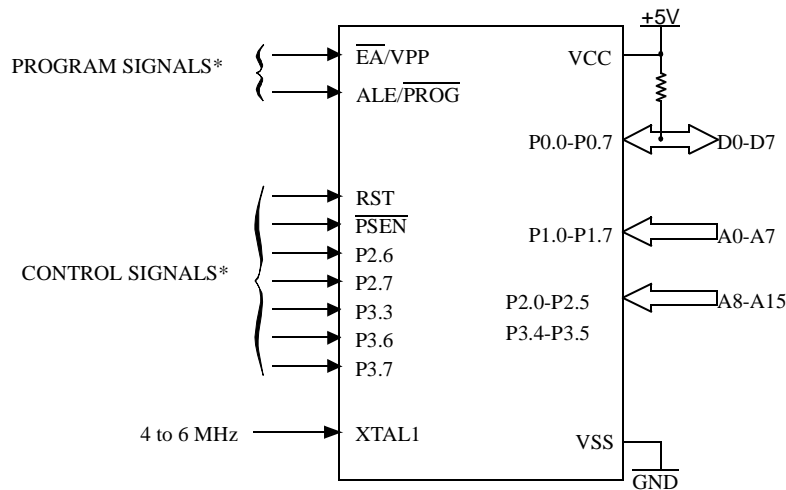 +5V
PROGRAM SIGNALS*
EA/VPP
ALE/PROG
VCC
P0.0-P0.7
D0-D7
CONTROL SIGNALS*
RST
PSEN
P2.6
P2.7
P3.3
P3.6
P3.7
P1.0-P1.7
A0-A7
P2.0-P2.5
P3.4-P3.5
A8-A15
4 to 6 MHz
XTAL1
VSS
GND